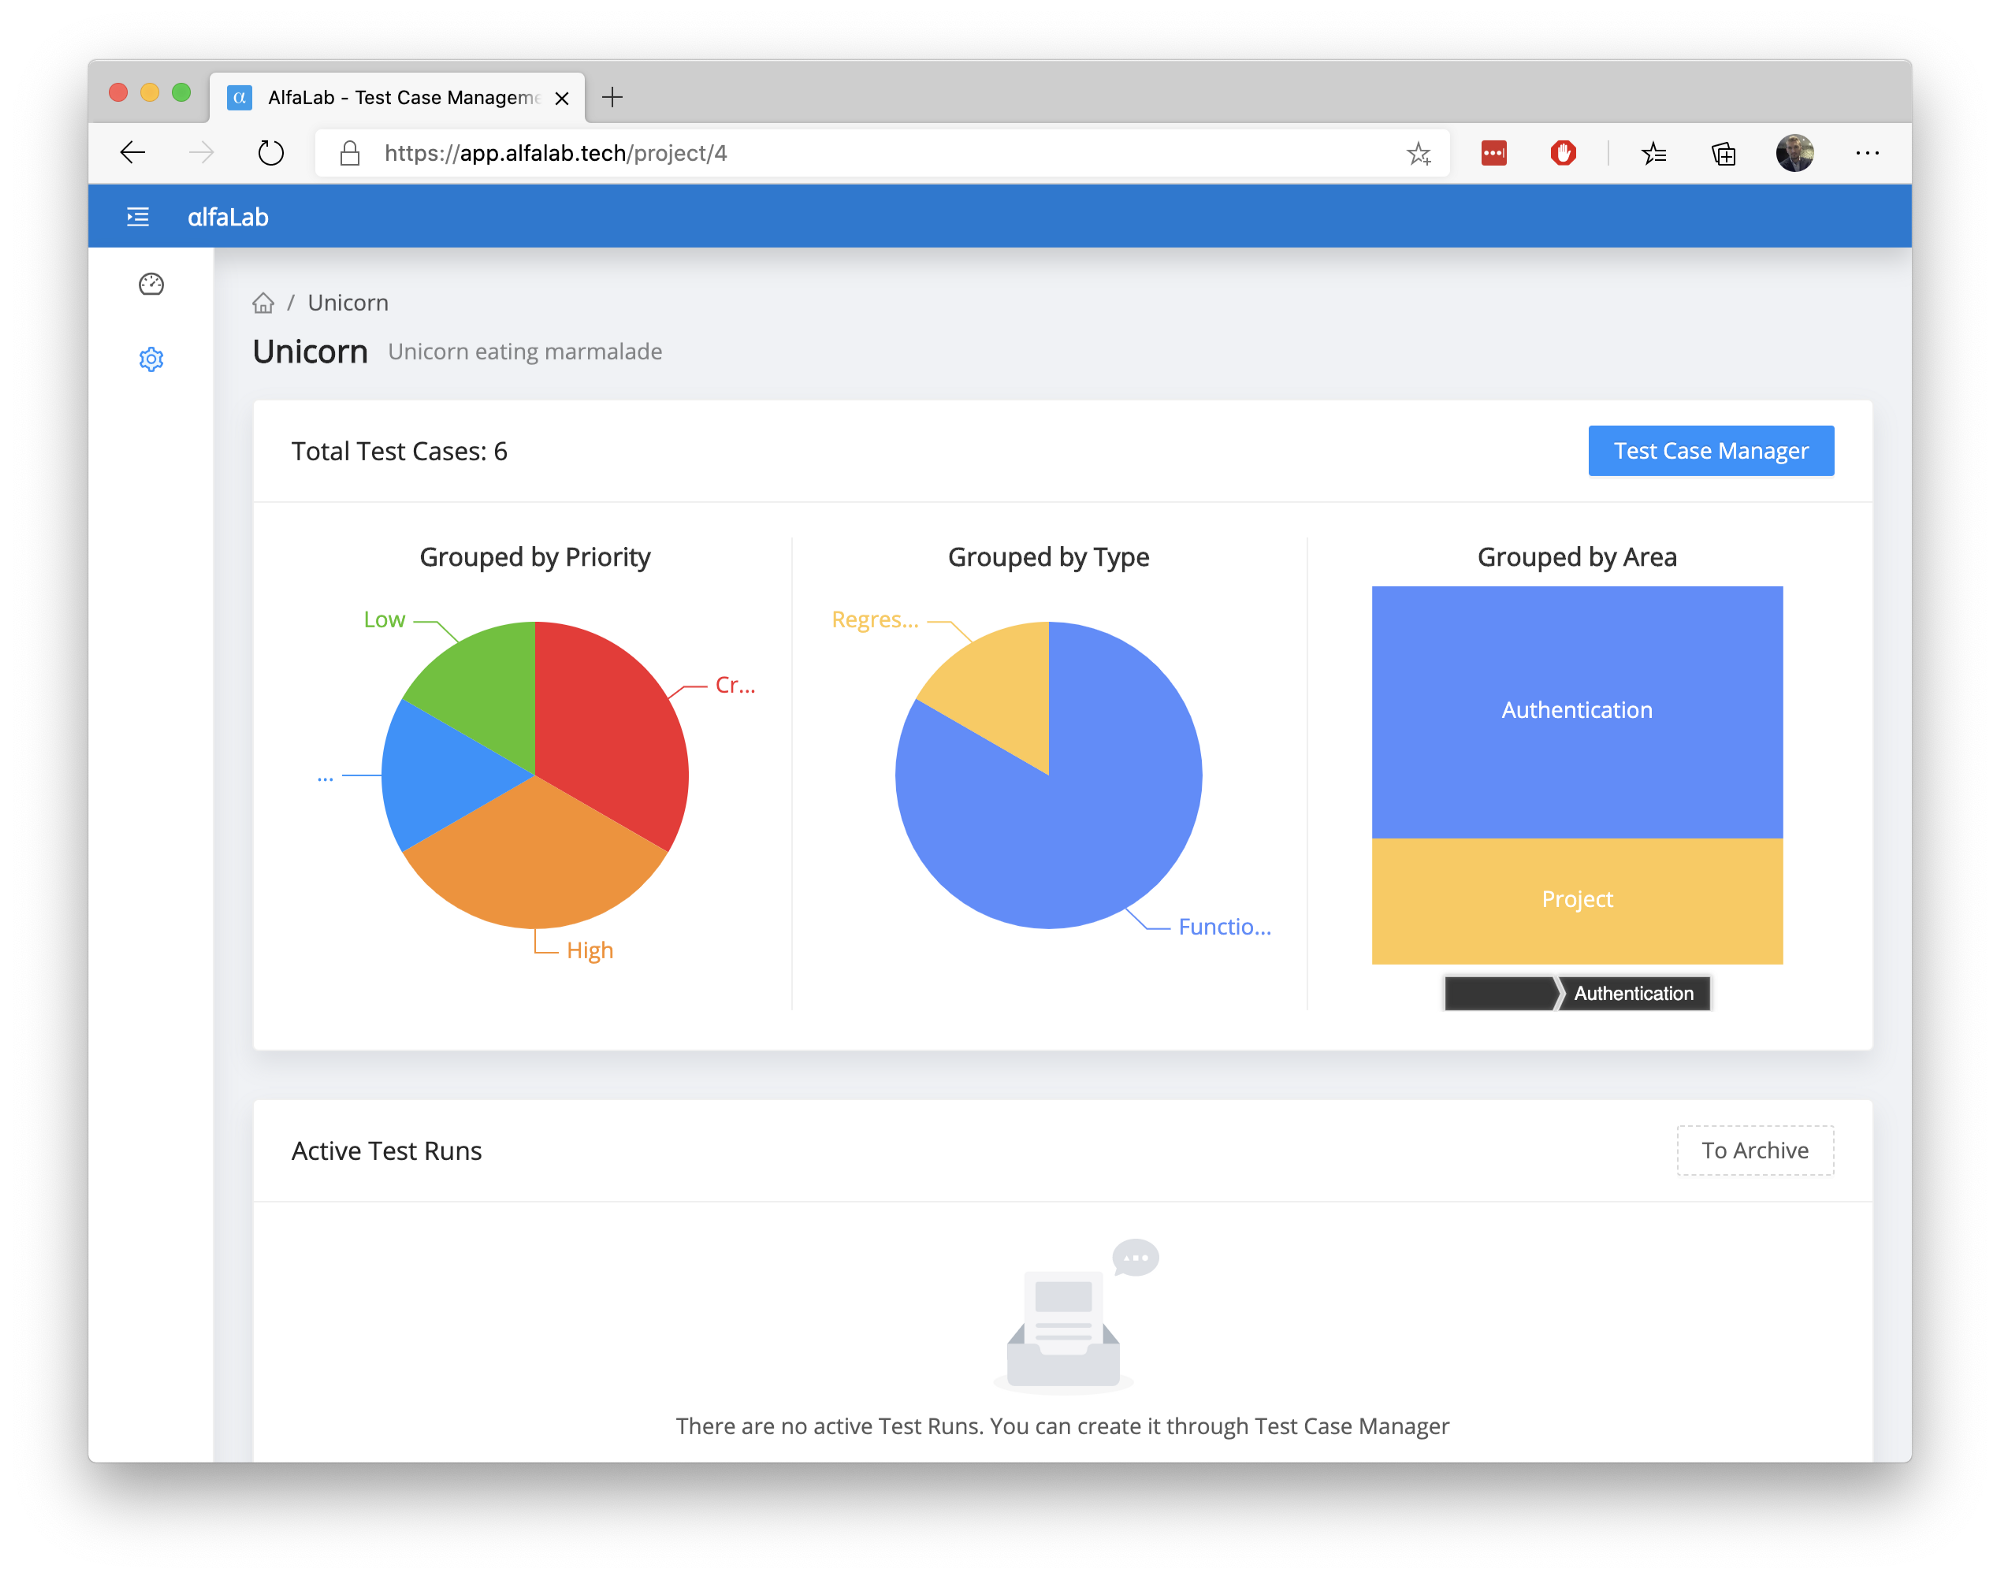 α AlfaLab - Test Case Manageme
https://app.alfalab.tech/project/4
αlfaLab
/ Unicorn
Unicorn Unicorn eating marmalade
Total Test Cases: 6
Test Case Manager
Grouped by Priority
Low
Cr...
...
High
Grouped by Type
Regres...
Functio...
Grouped by Area
Authentication
Project
Authentication
Active Test Runs
To Archive
There are no active Test Runs. You can create it through Test Case Manager